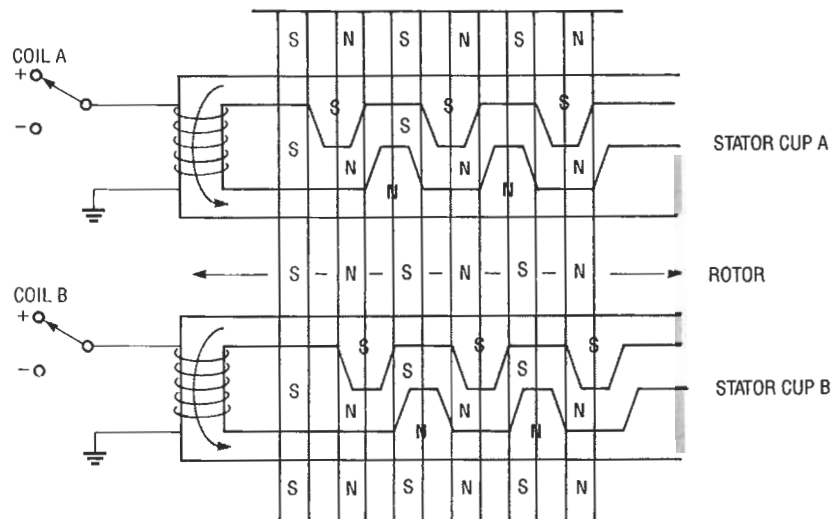 S N S N S N
COIL A
+
S S S
S
- STATOR CUP A
S N N N
N N
S - N - S - N - S - N ROTOR
COIL B
+
S S S
S S
- S STATOR CUP B
N N N
N N
S N S N S N